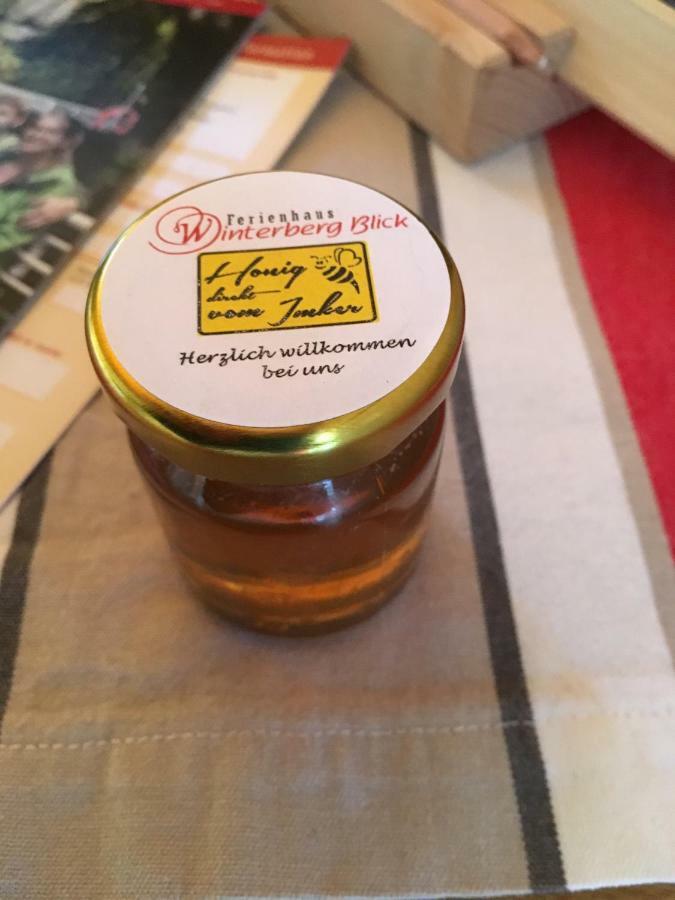 Ferienhaus
Winterberg Blick
Honig
direkt
vom Imker
Herzlich willkommen
bei uns